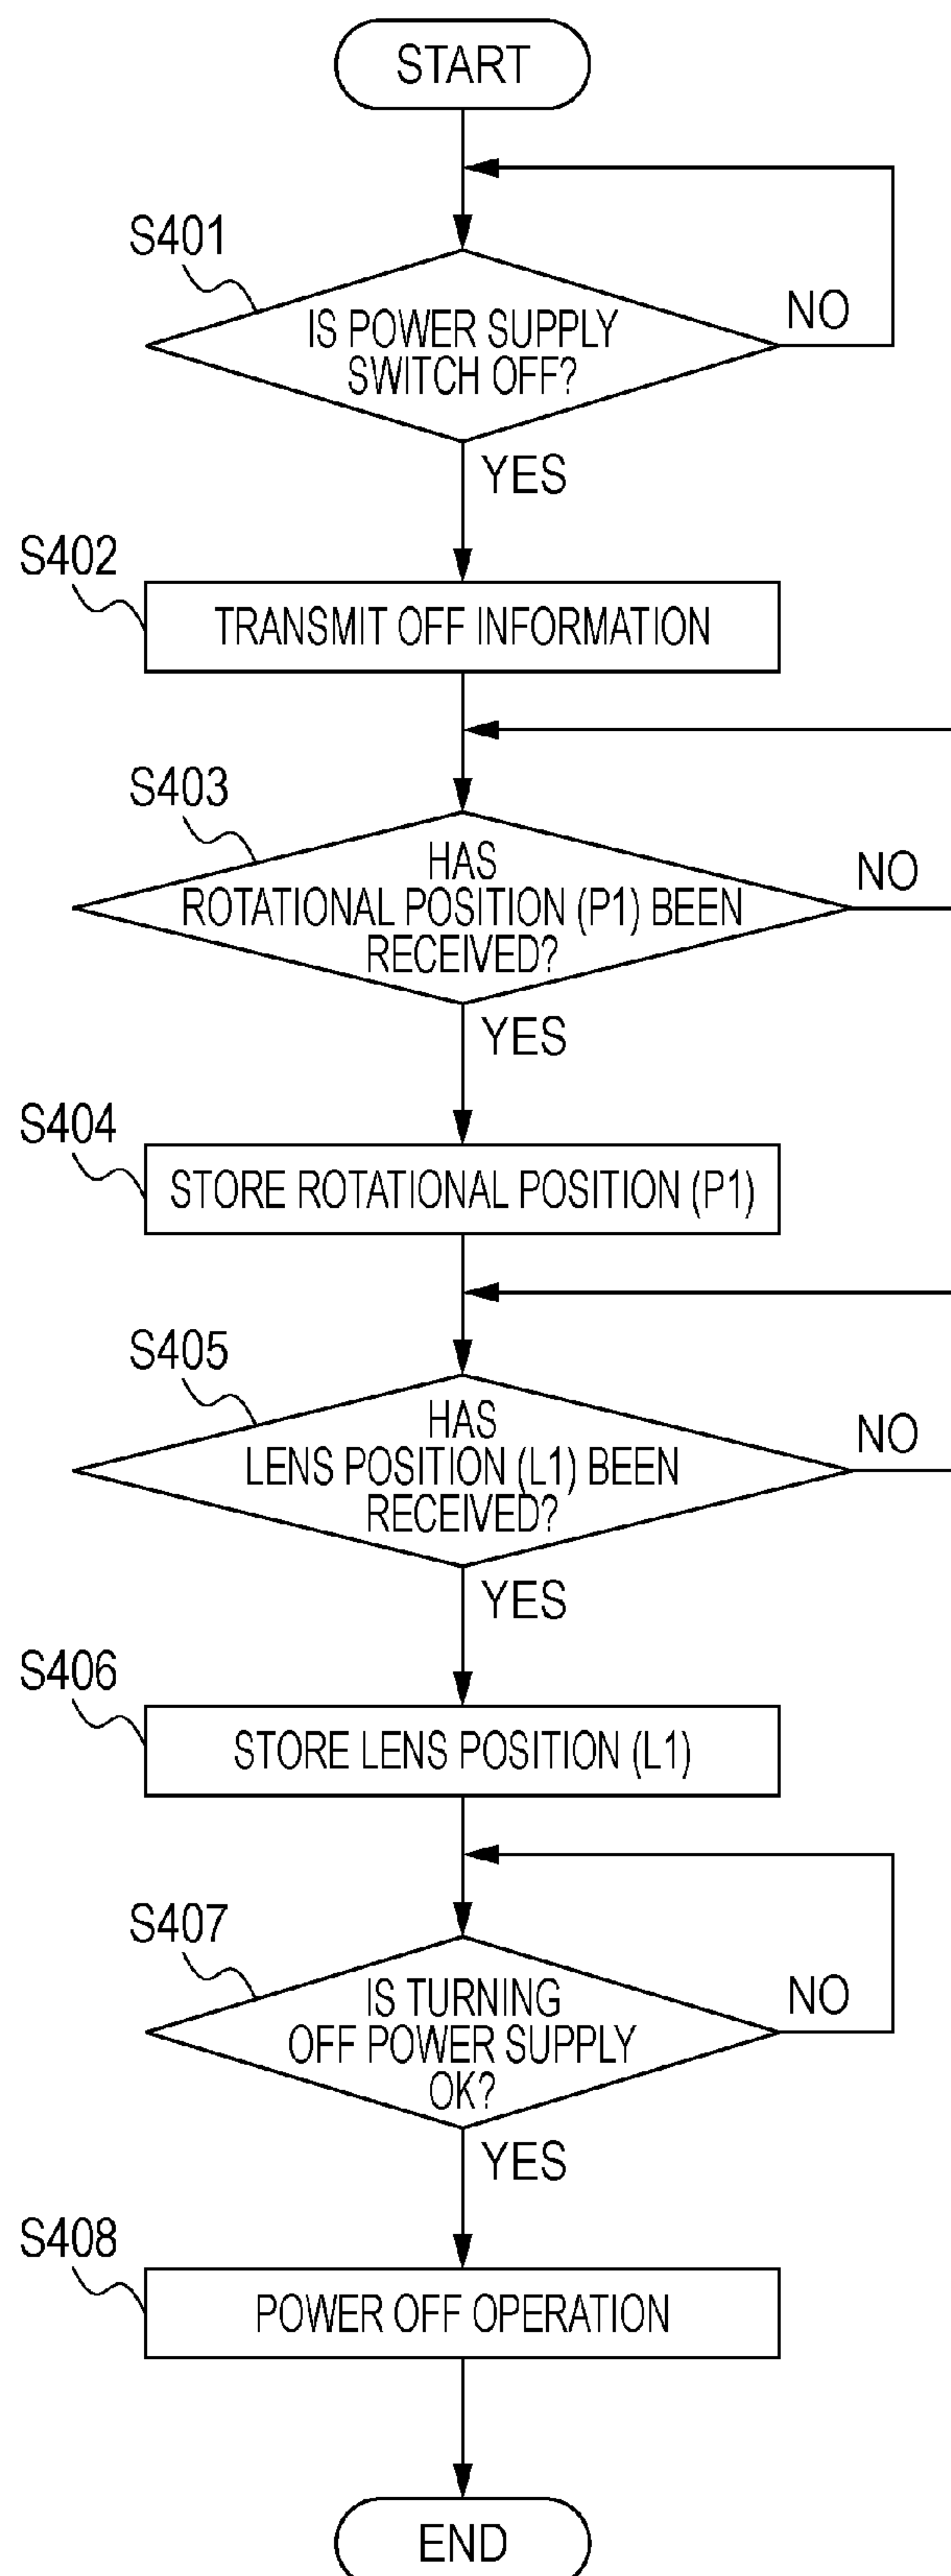 START
S401
IS POWER SUPPLY
SWITCH OFF?
NO
YES
S402
TRANSMIT OFF INFORMATION
S403
HAS
ROTATIONAL POSITION (P1) BEEN
RECEIVED?
NO
YES
S404
STORE ROTATIONAL POSITION (P1)
S405
HAS
LENS POSITION (L1) BEEN
RECEIVED?
NO
YES
S406
STORE LENS POSITION (L1)
S407
IS TURNING
OFF POWER SUPPLY
OK?
NO
YES
S408
POWER OFF OPERATION
END